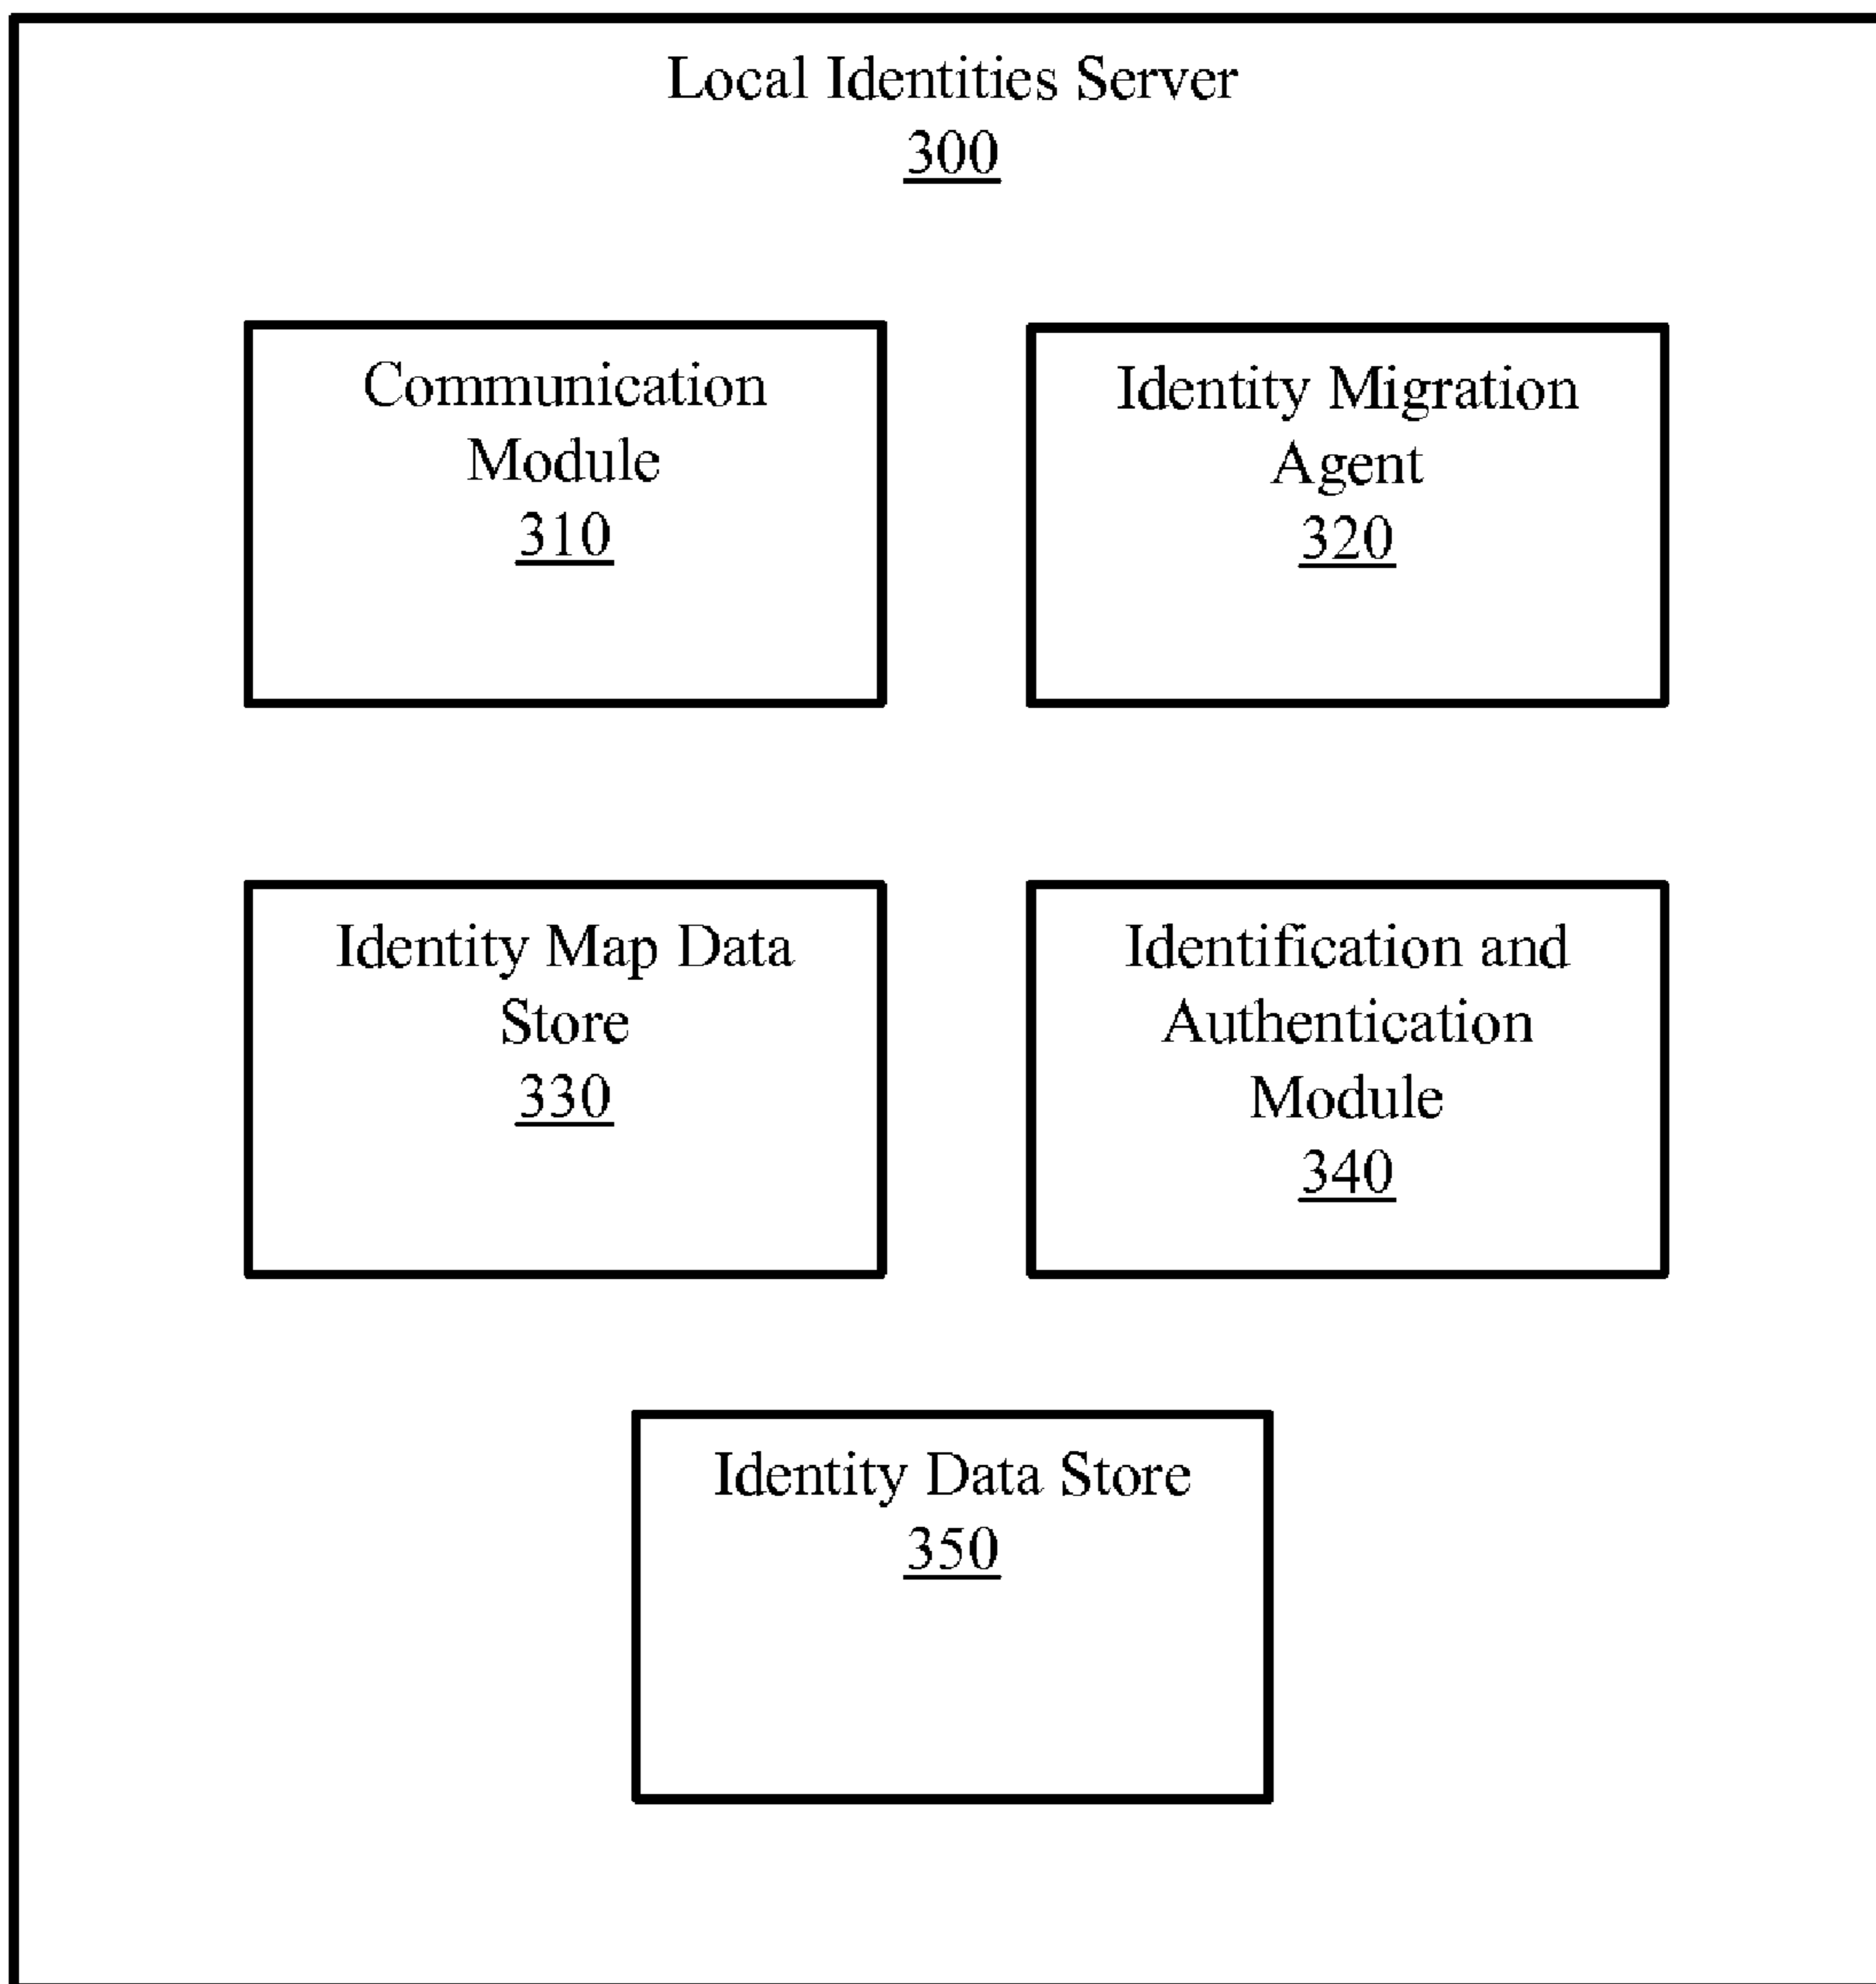 Local Identities Server
300
Communication
Module
310
Identity Migration
Agent
320
Identity Map Data
Store
330
Identification and
Authentication
Module
340
Identity Data Store
350